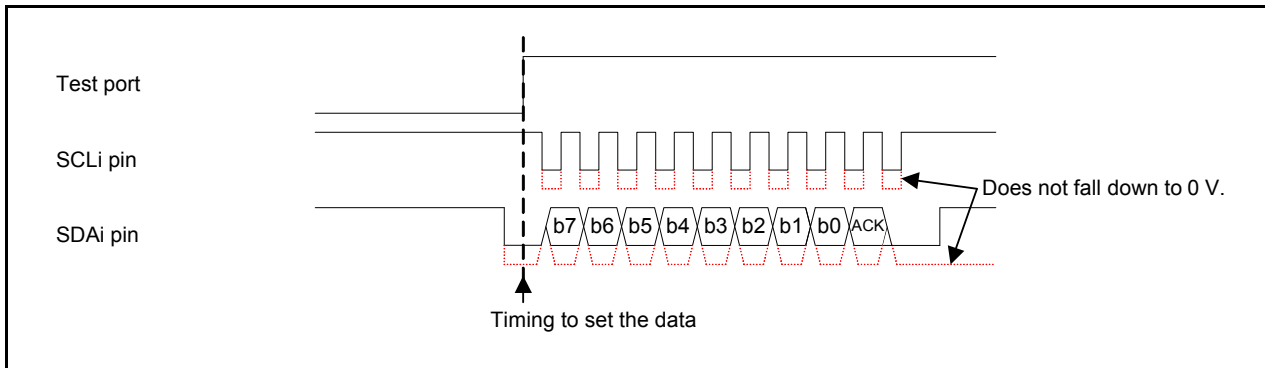 Test port
SCLi pin
Does not fall down to 0 V.
SDAi pin
b7 b6 b5 b4 b3 b2 b1 b0 ACK
Timing to set the data